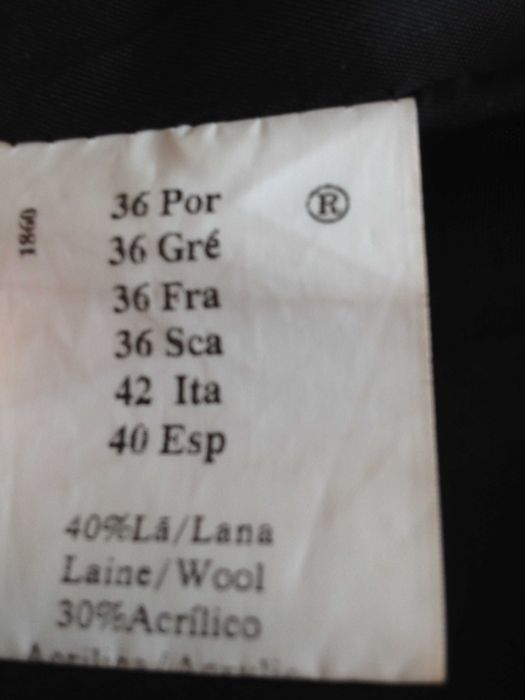 36 Por ®
36 Gré
36 Fra
36 Sca
42 Ita
40 Esp
40%Lã/Lana
Laine/Wool
30%Acrílico
1860